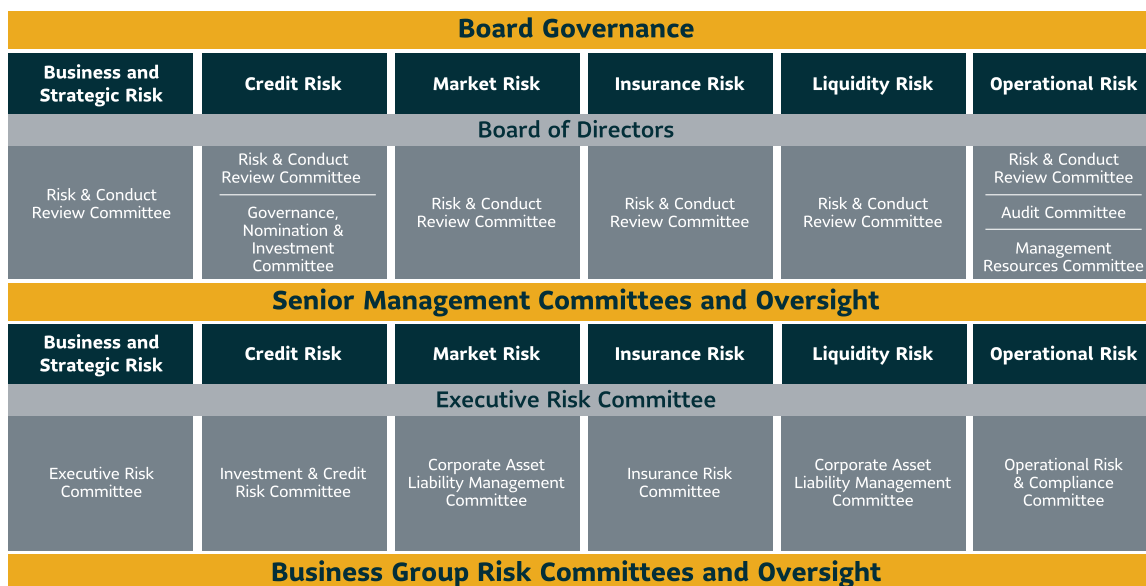 Board Governance
Business and
Strategic Risk
Credit Risk
Market Risk
Insurance Risk
Liquidity Risk
Operational Risk
Board of Directors
Risk & Conduct
Review Committee
Risk & Conduct
Review Committee
Governance,
Nomination &
Investment
Committee
Risk & Conduct
Review Committee
Risk & Conduct
Review Committee
Risk & Conduct
Review Committee
Risk & Conduct
Review Committee
Audit Committee
Management
Resources Committee
Senior Management Committees and Oversight
Business and
Strategic Risk
Credit Risk
Market Risk
Insurance Risk
Liquidity Risk
Operational Risk
Executive Risk Committee
Executive Risk
Committee
Investment & Credit
Risk Committee
Corporate Asset
Liability Management
Committee
Insurance Risk
Committee
Corporate Asset
Liability Management
Committee
Operational Risk
& Compliance
Committee
Business Group Risk Committees and Oversight